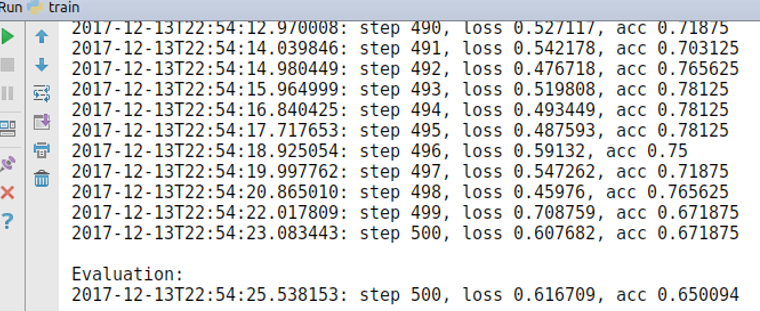 Run train
2017-12-13T22:54:12.970008: step 490, loss 0.527117, acc 0.71875
2017-12-13T22:54:14.039846: step 491, loss 0.542178, acc 0.703125
2017-12-13T22:54:14.980449: step 492, loss 0.476718, acc 0.765625
2017-12-13T22:54:15.964999: step 493, loss 0.519808, acc 0.78125
2017-12-13T22:54:16.840425: step 494, loss 0.493449, acc 0.78125
2017-12-13T22:54:17.717653: step 495, loss 0.487593, acc 0.78125
2017-12-13T22:54:18.925054: step 496, loss 0.59132, acc 0.75
2017-12-13T22:54:19.997762: step 497, loss 0.547262, acc 0.71875
2017-12-13T22:54:20.865010: step 498, loss 0.45976, acc 0.765625
2017-12-13T22:54:22.017809: step 499, loss 0.708759, acc 0.671875
2017-12-13T22:54:23.083443: step 500, loss 0.607682, acc 0.671875
Evaluation:
2017-12-13T22:54:25.538153: step 500, loss 0.616709, acc 0.650094